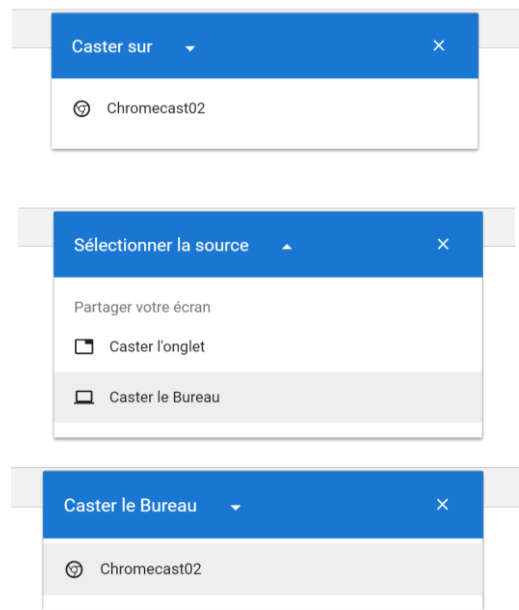 Caster sur
Chromecast02
Sélectionner la source
Partager votre écran
Caster l'onglet
Caster le Bureau
Caster le Bureau
Chromecast02